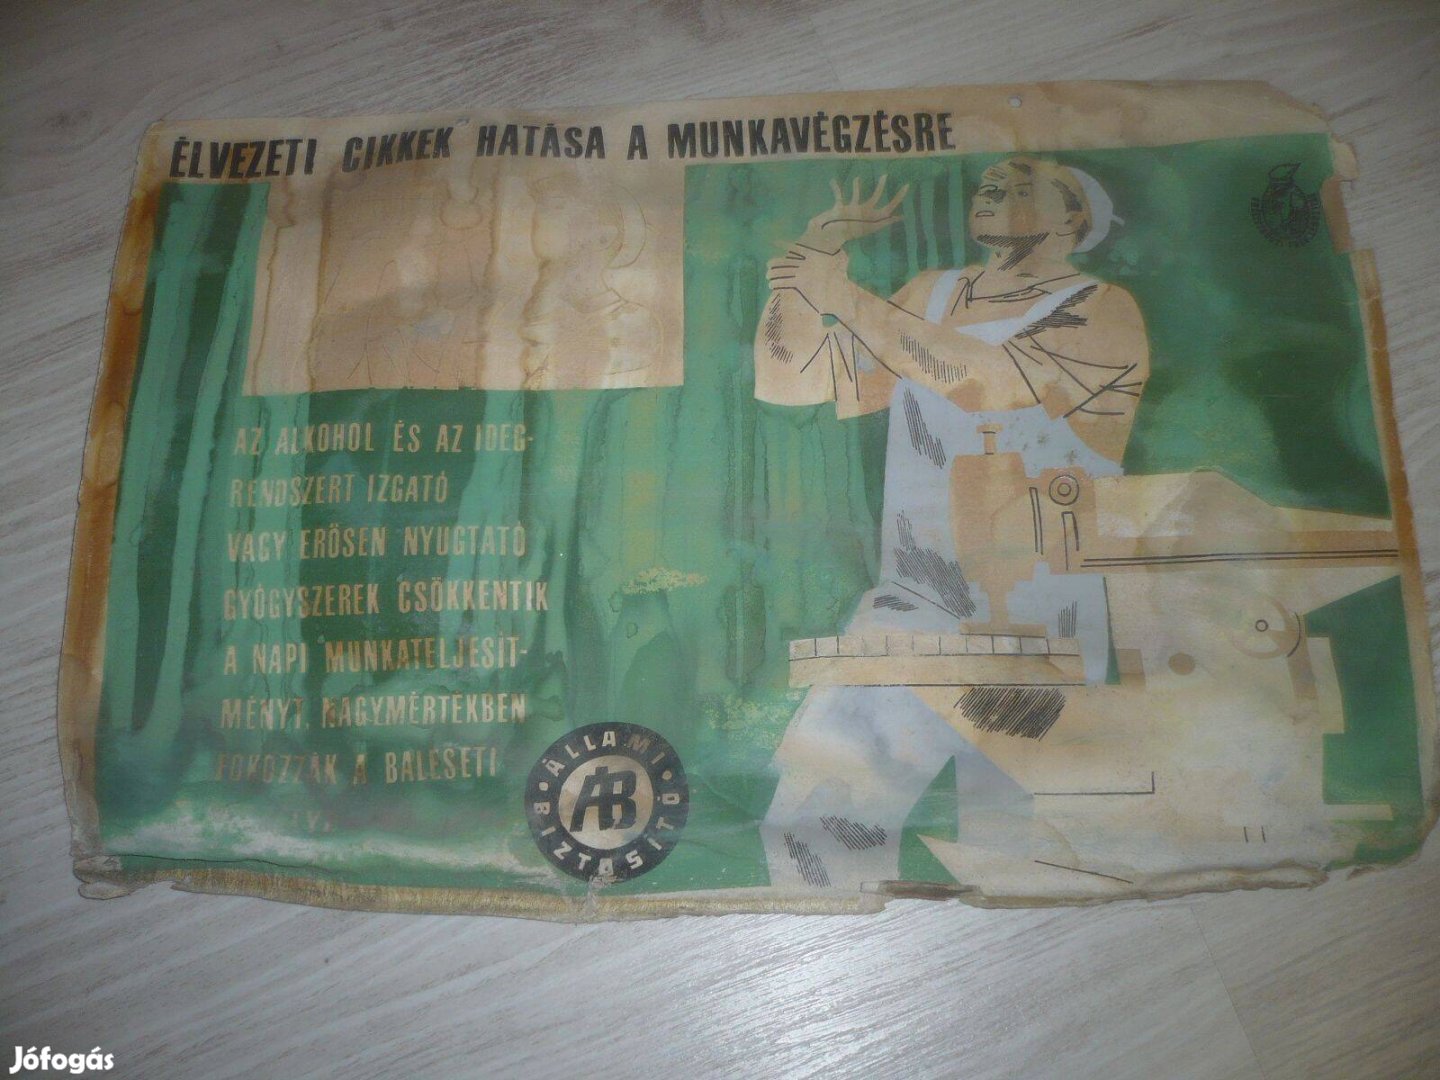 ÉLVEZETI CIKKEK HATÁSA A MUNKAVÉGZÉSRE
AZ ALKOHOL ÉS AZ IDEG-
RENDSZERT IZGATÓ
VAGY ERŐSEN NYUGTATÓ
GYÓGYSZEREK CSÖKKENTIK
A NAPI MUNKATELJESÍT-
MÉNYT, NAGYMÉRTÉKBEN
FOKOZZÁK A BALESETI
ÁLLAMI BIZTOSÍTÓ
ÁB
Jófogás